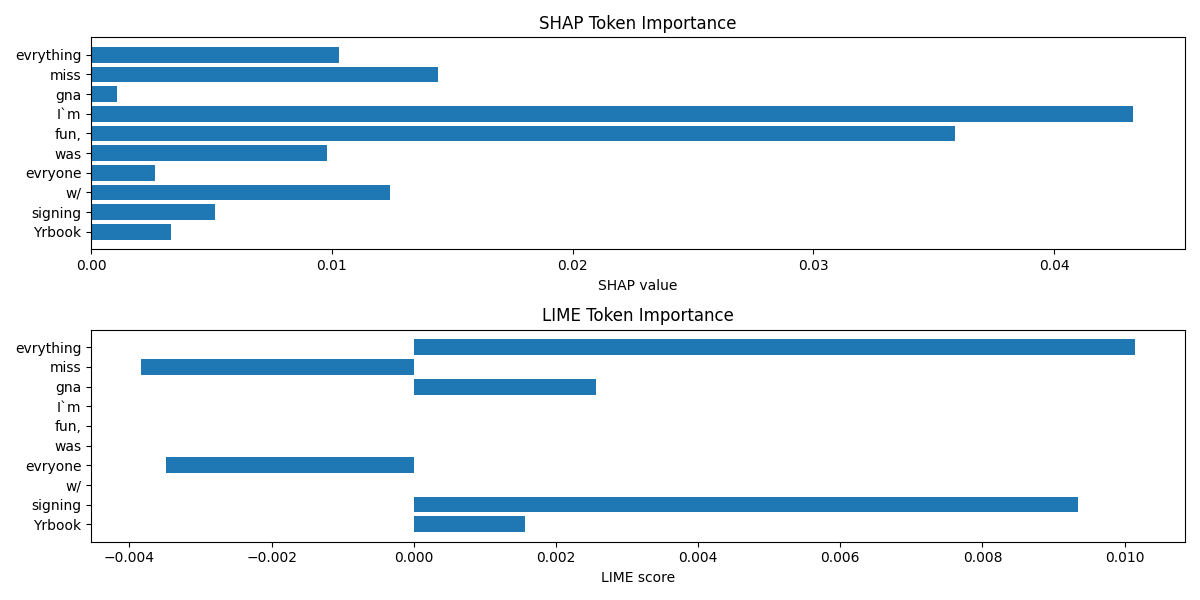 SHAP Token Importance
evrything
miss
gna
I`m
fun,
was
evryone
w/
signing
Yrbook
0.00 0.01 0.02 0.03 0.04
SHAP value
LIME Token Importance
evrything
miss
gna
I`m
fun,
was
evryone
w/
signing
Yrbook
−0.004 −0.002 0.000 0.002 0.004 0.006 0.008 0.010
LIME score